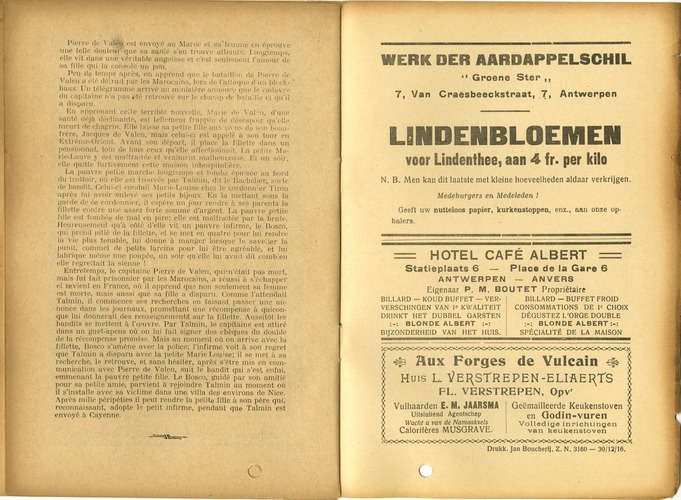 Pierre de Valen est envoyé au Maroc et sa femme en éprouve
une telle douleur que sa santé s'en trouve atteinte. Longtemps,
elle vit dans une véritable angoisse et c'est seulement l'amour de
sa fille qui la console un peu.
Peu de temps après, on apprend que le bataillon de Pierre de
Valen a été détruit par les Marocains, lors de l'attaque d'un block-
haus. Un télégramme arrivé au ministère annonce que le cadavre
du capitaine n'a pas été retrouvé sur le champ de bataille et qu'il
a disparu.
En apprenant cette terrible nouvelle, Marie de Valen, d'une
santé déjà déclinante, est tellement frappée de désespoir qu'elle
meurt de chagrin. Elle laisse sa petite fille aux soins de son beau-
frère, Jacques de Valen, mais celui-ci est appelé à son tour en
Extrême-Orient. Avant son départ, il place la fillette dans un
pensionnat, loin de tous ceux qu'elle affectionnait. La petite Ma-
rie-Laure y est maltraitée et vraiment malheureuse. Et un soir,
elle quitte furtivement cette maison inhospitalière.
La pauvre petite marche longtemps et tombe épuisée au bord
du trottoir, où elle est trouvée par Talmin, dit le Bachelier, sorte
de bandit. Celui-ci conduit Marie-Louise chez le cordonnier Tirou
après lui avoir enlevé ses petits bijoux. En la mettant sous la
garde de ce cordonnier, il espère un jour rendre à ses parents la
fillette contre une assez forte somme d'argent. La pauvre petite
fille est tombée de mal en pire; elle est maltraitée par la brute.
Heureusement qu'à côté d'elle vit un pauvre infirme, le Bosco,
qui prend pitié de la fillette, et se met en quatre pour lui rendre
la vie plus tenable, lui donne à manger lorsque le savetier la
punit, commet de petits larcins pour lui être agréable, et lui
fabrique même une poupée, un soir qu'elle lui avait dit combien
elle regrettait la sienne !
Entretemps, le capitaine Pierre de Valen, qui n'était pas mort,
mais fut fait prisonnier par les Marocains, a réussi à s'échapper
et revient en France, où il apprend que non seulement sa femme
est morte, mais aussi que sa fille a disparu. Comme l'attendait
Talmin, il commence ses recherches en faisant passer une an-
nonce dans les journaux, promettant une récompense à quicon-
que lui donnerait des renseignements sur la fillette. Aussitôt les
bandits se mettent à l'œuvre. Par Talmin, le capitaine est attiré
dans un guet-apens où on lui fait signer des chèques du double
de la récompense promise. Mais au moment où on arrive avec la
fillette, Bosco s'amène avec la police; l'infirme voit à son regret
que Talmin a disparu avec la petite Marie Louise; il se met à sa
recherche, le retrouve, et sans hésiter, après s'être mis en com-
munication avec Pierre de Valen, suit le bandit qui s'est enfui,
emmenant la pauvre petite fille. Le Bosco, guidé par son amitié
pour sa petite amie, parvient à rejoindre Talmin au moment où
il s'installe avec sa victime dans une villa des environs de Nice.
Après mille péripéties il peut rendre la petite fille à son père qui,
reconnaissant, adopte le petit infirme, pendant que Talmin est
envoyé à Cayenne.
WERK DER AARDAPPELSCHIL
" Groene Ster „
7, Van Craesbeeckstraat, 7, Antwerpen
LINDENBLOEMEN
voor Lindenthee, aan 4 fr. per kilo
N. B. Men kan dit laatste met kleine hoeveelheden aldaar verkrijgen.
Medeburgers en Medeleden !
Geeft uw nutteloos papier, kurkenstoppen, enz., aan onze op-
halers.
HOTEL CAFÉ ALBERT
Statieplaats 6 — Place de la Gare 6
ANTWERPEN — ANVERS
Eigenaar P. M. BOUTET Propriétaire
BILLARD — KOUD BUFFET — VER-
VERSCHINGEN VAN 1e KWALITEIT
DRINKT HET DUBBEL GARSTEN
:-: BLONDE ALBERT :-:
BIJZONDERHEID VAN HET HUIS.
BILLARD — BUFFET FROID
CONSOMMATIONS DE 1r CHOIX
DÉGUSTEZ L'ORGE DOUBLE
:-: BLONDE ALBERT :-:
SPÉCIALITÉ DE LA MAISON
Aux Forges de Vulcain
HUIS L. VERSTREPEN-ELIAERTS
FL. VERSTREPEN, Opvr
Vulhaarden E. M. JAARSMA
Uitsluitend Agentschap
Wacht u van de Namaaksels
Calorifères MUSGRAVE.
Geëmailleerde Keukenstoven
en Godin-vuren
Volledige inrichtingen
van keukenstoven
Drukk. Jan Boucherij, Z. N. 3160 — 30/12/16.